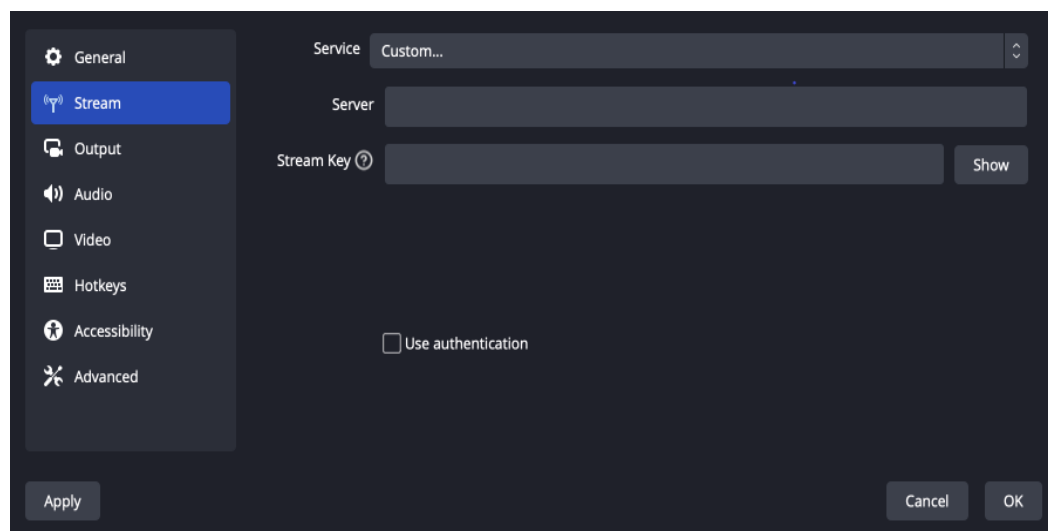 General
Stream
Output
Audio
Video
Hotkeys
Accessibility
Advanced
Service Custom...
Server
Stream Key ? Show
Use authentication
Apply Cancel OK